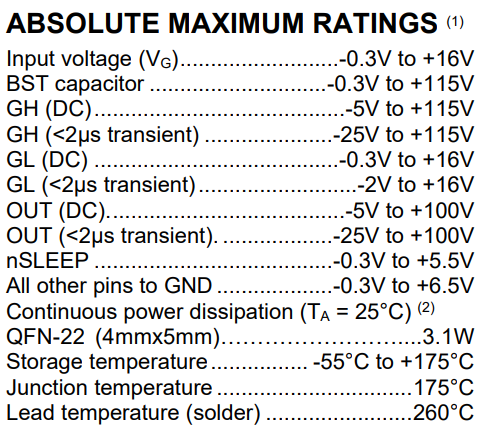 ABSOLUTE MAXIMUM RATINGS (1)
Input voltage (VG)...........................-0.3V to +16V
BST capacitor ..............................-0.3V to +115V
GH (DC)..........................................-5V to +115V
GH (<2µs transient) ......................-25V to +115V
GL (DC) .........................................-0.3V to +16V
GL (<2µs transient)...........................-2V to +16V
OUT (DC).......................................-5V to +100V
OUT (<2µs transient). ...................-25V to +100V
nSLEEP ........................................-0.3V to +5.5V
All other pins to GND ...................-0.3V to +6.5V
Continuous power dissipation (TA = 25°C) (2)
QFN-22 (4mmx5mm)……………………....3.1W
Storage temperature................ -55°C to +175°C
Junction temperature .................................175°C
Lead temperature (solder) .........................260°C